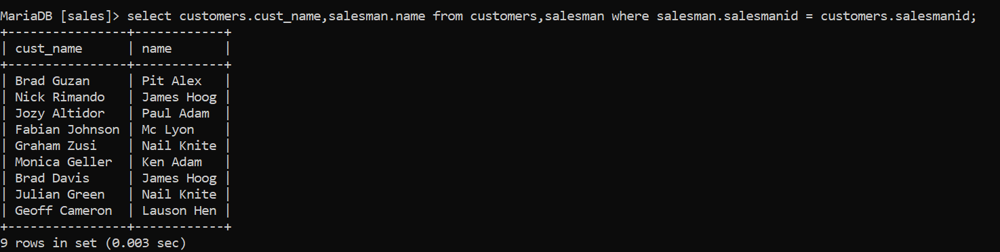 MariaDB [sales]> select customers.cust_name,salesman.name from customers,salesman where salesman.salesmanid = customers.salesmanid;
+----------------+------------+
| cust_name      | name       |
+----------------+------------+
| Brad Guzan     | Pit Alex   |
| Nick Rimando   | James Hoog |
| Jozy Altidor   | Paul Adam  |
| Fabian Johnson | Mc Lyon    |
| Graham Zusi    | Nail Knite |
| Monica Geller  | Ken Adam   |
| Brad Davis     | James Hoog |
| Julian Green   | Nail Knite |
| Geoff Cameron  | Lauson Hen |
+----------------+------------+
9 rows in set (0.003 sec)